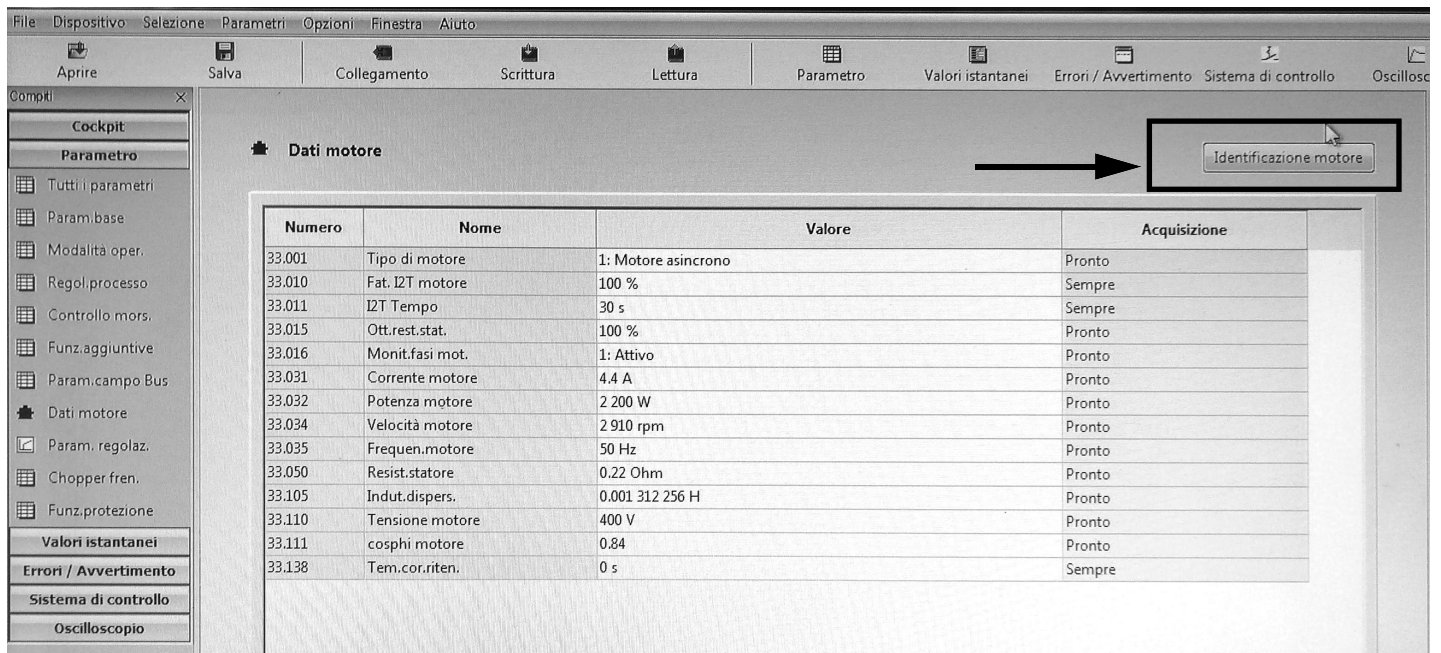 File Dispositivo Selezione Parametri Opzioni Finestra Aiuto
Aprire Salva Collegamento Scrittura Lettura Parametro Valori istantanei Errori / Avvertimento Sistema di controllo Oscillosc
Compiti
Cockpit
Parametro
Tutti i parametri
Param.base
Modalità oper.
Regol.processo
Controllo mors.
Funz.aggiuntive
Param.campo Bus
Dati motore
Param. regolaz.
Chopper fren.
Funz.protezione
Valori istantanei
Errori / Avvertimento
Sistema di controllo
Oscilloscopio
Dati motore
Identificazione motore
Numero Nome Valore Acquisizione
33.001 Tipo di motore 1: Motore asincrono Pronto
33.010 Fat. I2T motore 100 % Sempre
33.011 I2T Tempo 30 s Sempre
33.015 Ott.rest.stat. 100 % Pronto
33.016 Monit.fasi mot. 1: Attivo Pronto
33.031 Corrente motore 4.4 A Pronto
33.032 Potenza motore 2 200 W Pronto
33.034 Velocità motore 2 910 rpm Pronto
33.035 Frequen.motore 50 Hz Pronto
33.050 Resist.statore 0.22 Ohm Pronto
33.105 Indut.dispers. 0.001 312 256 H Pronto
33.110 Tensione motore 400 V Pronto
33.111 cosphi motore 0.84 Pronto
33.138 Tem.cor.riten. 0 s Sempre